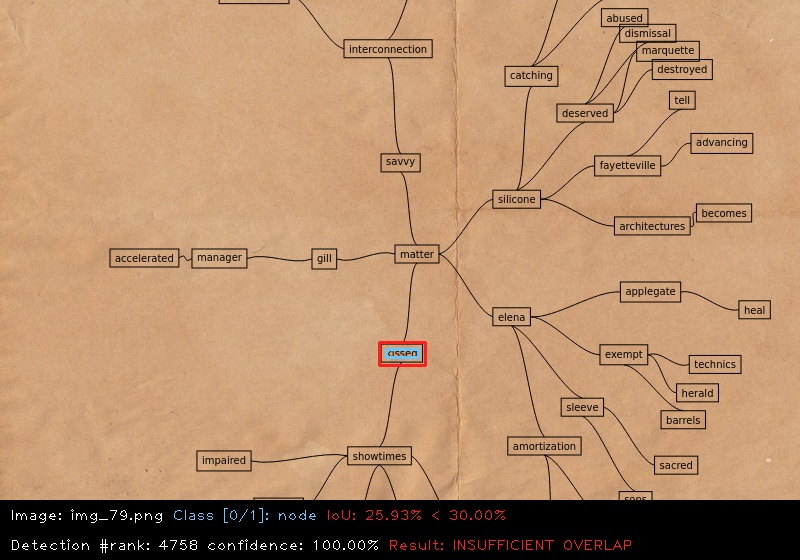 abused
dismissal
interconnection
marquette
destroyed
catching
tell
deserved
advancing
savvy
fayetteville
silicone
becomes
architectures
matter
accelerated
manager
gill
applegate
heal
elena
exempt
technics
herald
sleeve
barrels
amortization
showtimes
impaired
sacred
Image: img_79.png Class [0/1]: node IoU: 25.93% < 30.00%
Detection #rank: 4758 confidence: 100.00% Result: INSUFFICIENT OVERLAP